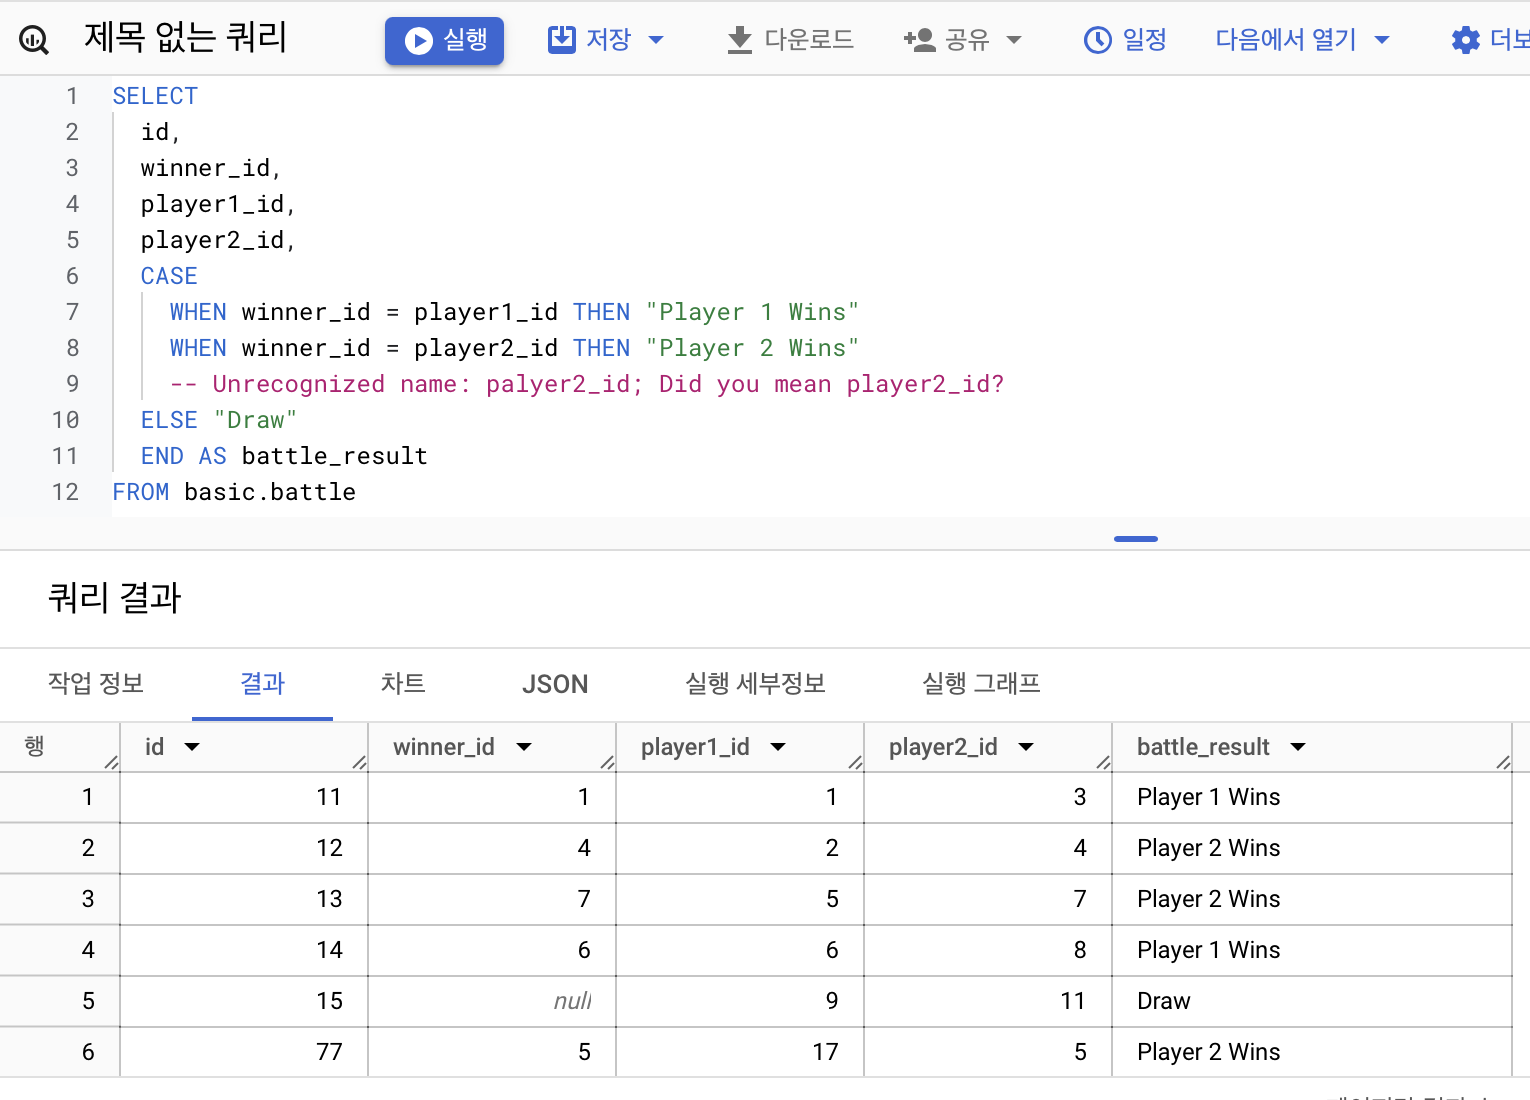 제목 없는 쿼리 실행 저장 다운로드 공유 일정 다음에서 열기
1 SELECT
2 id,
3 winner_id,
4 player1_id,
5 player2_id,
6 CASE
7 WHEN winner_id = player1_id THEN "Player 1 Wins"
8 WHEN winner_id = player2_id THEN "Player 2 Wins"
9 -- Unrecognized name: palyer2_id; Did you mean player2_id?
10 ELSE "Draw"
11 END AS battle_result
12 FROM basic.battle
쿼리 결과
작업 정보 결과 차트 JSON 실행 세부정보 실행 그래프
행 id winner_id player1_id player2_id battle_result
1 11 1 1 3 Player 1 Wins
2 12 4 2 4 Player 2 Wins
3 13 7 5 7 Player 2 Wins
4 14 6 6 8 Player 1 Wins
5 15 null 9 11 Draw
6 77 5 17 5 Player 2 Wins